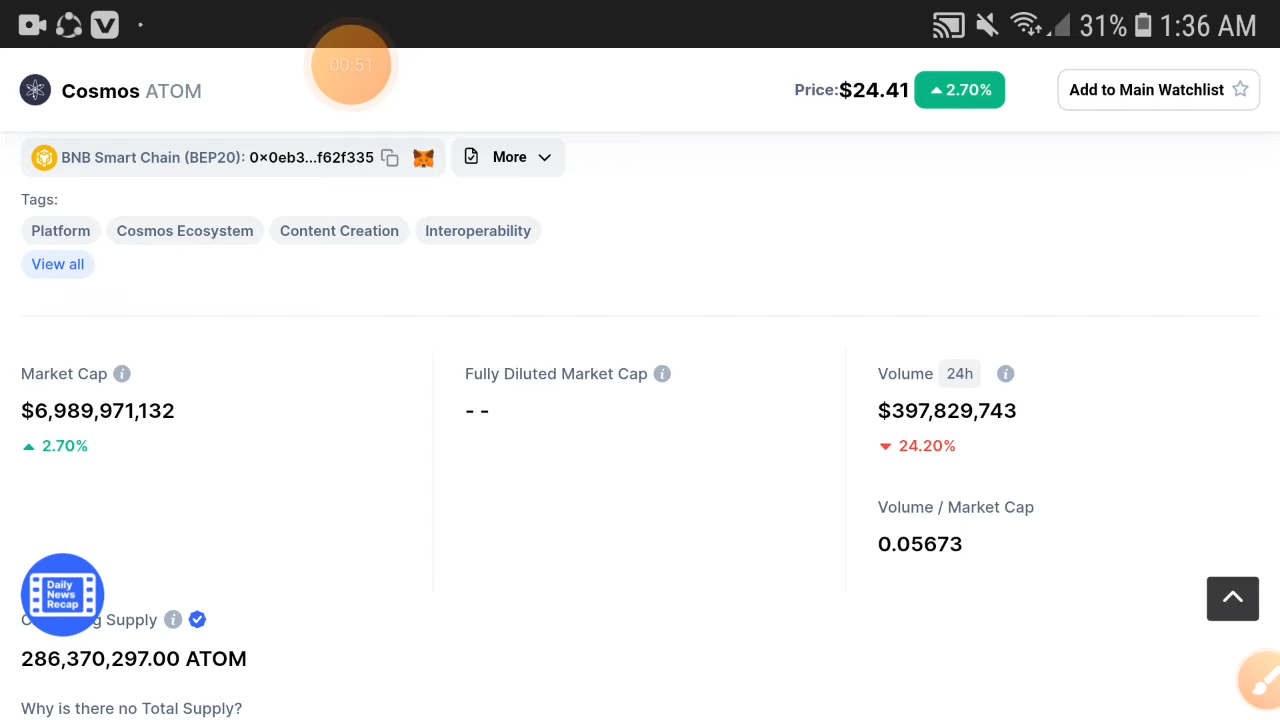 31% 1:36 AM
00:51
Cosmos ATOM Price:$24.41 2.70% Add to Main Watchlist
BNB Smart Chain (BEP20): 0x0eb3...f62f335 More
Tags:
Platform Cosmos Ecosystem Content Creation Interoperability
View all
Market Cap Fully Diluted Market Cap Volume 24h
$6,989,971,132 - - $397,829,743
2.70% 24.20%
Volume / Market Cap
0.05673
Daily
News
Recap
Supply
286,370,297.00 ATOM
Why is there no Total Supply?